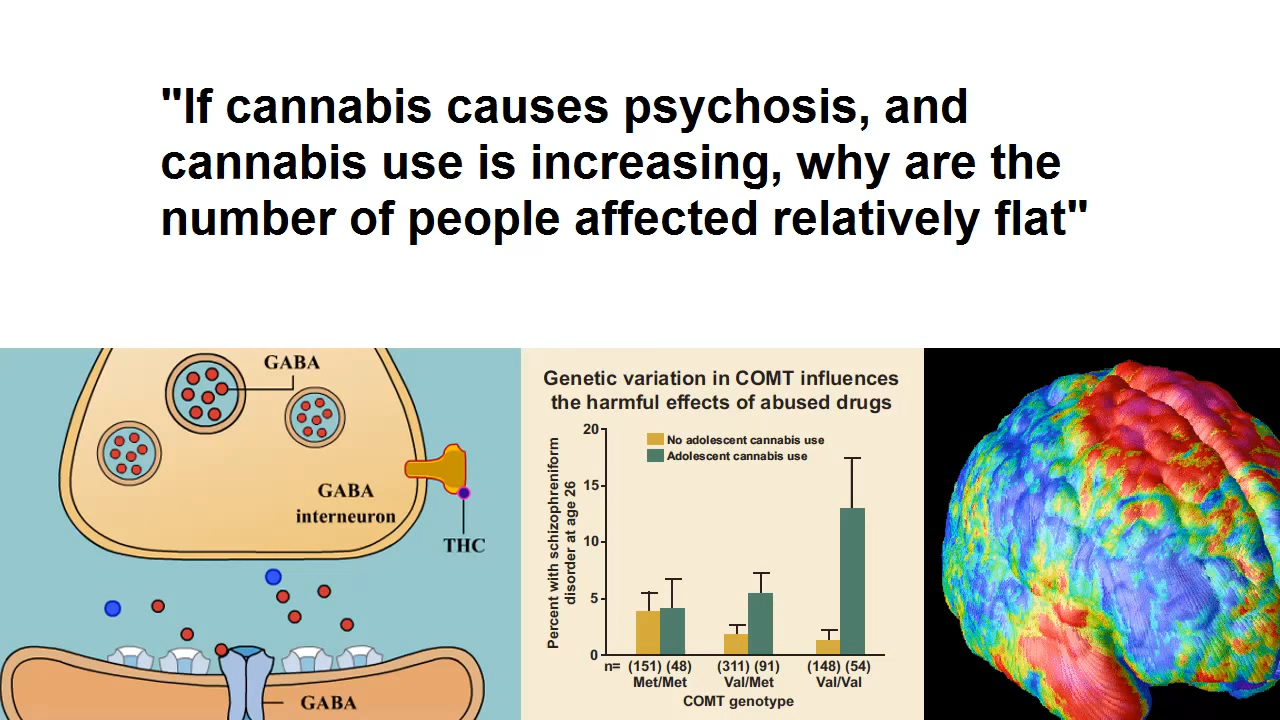 "If cannabis causes psychosis, and
cannabis use is increasing, why are the
number of people affected relatively flat"
GABA
GABA
interneuron
THC
GABA
Genetic variation in COMT influences
the harmful effects of abused drugs
No adolescent cannabis use
Adolescent cannabis use
Percent with schizophreniform
disorder at age 26
20
15
10
5
0
n= (151) (48) (311) (91) (148) (54)
Met/Met Val/Met Val/Val
COMT genotype